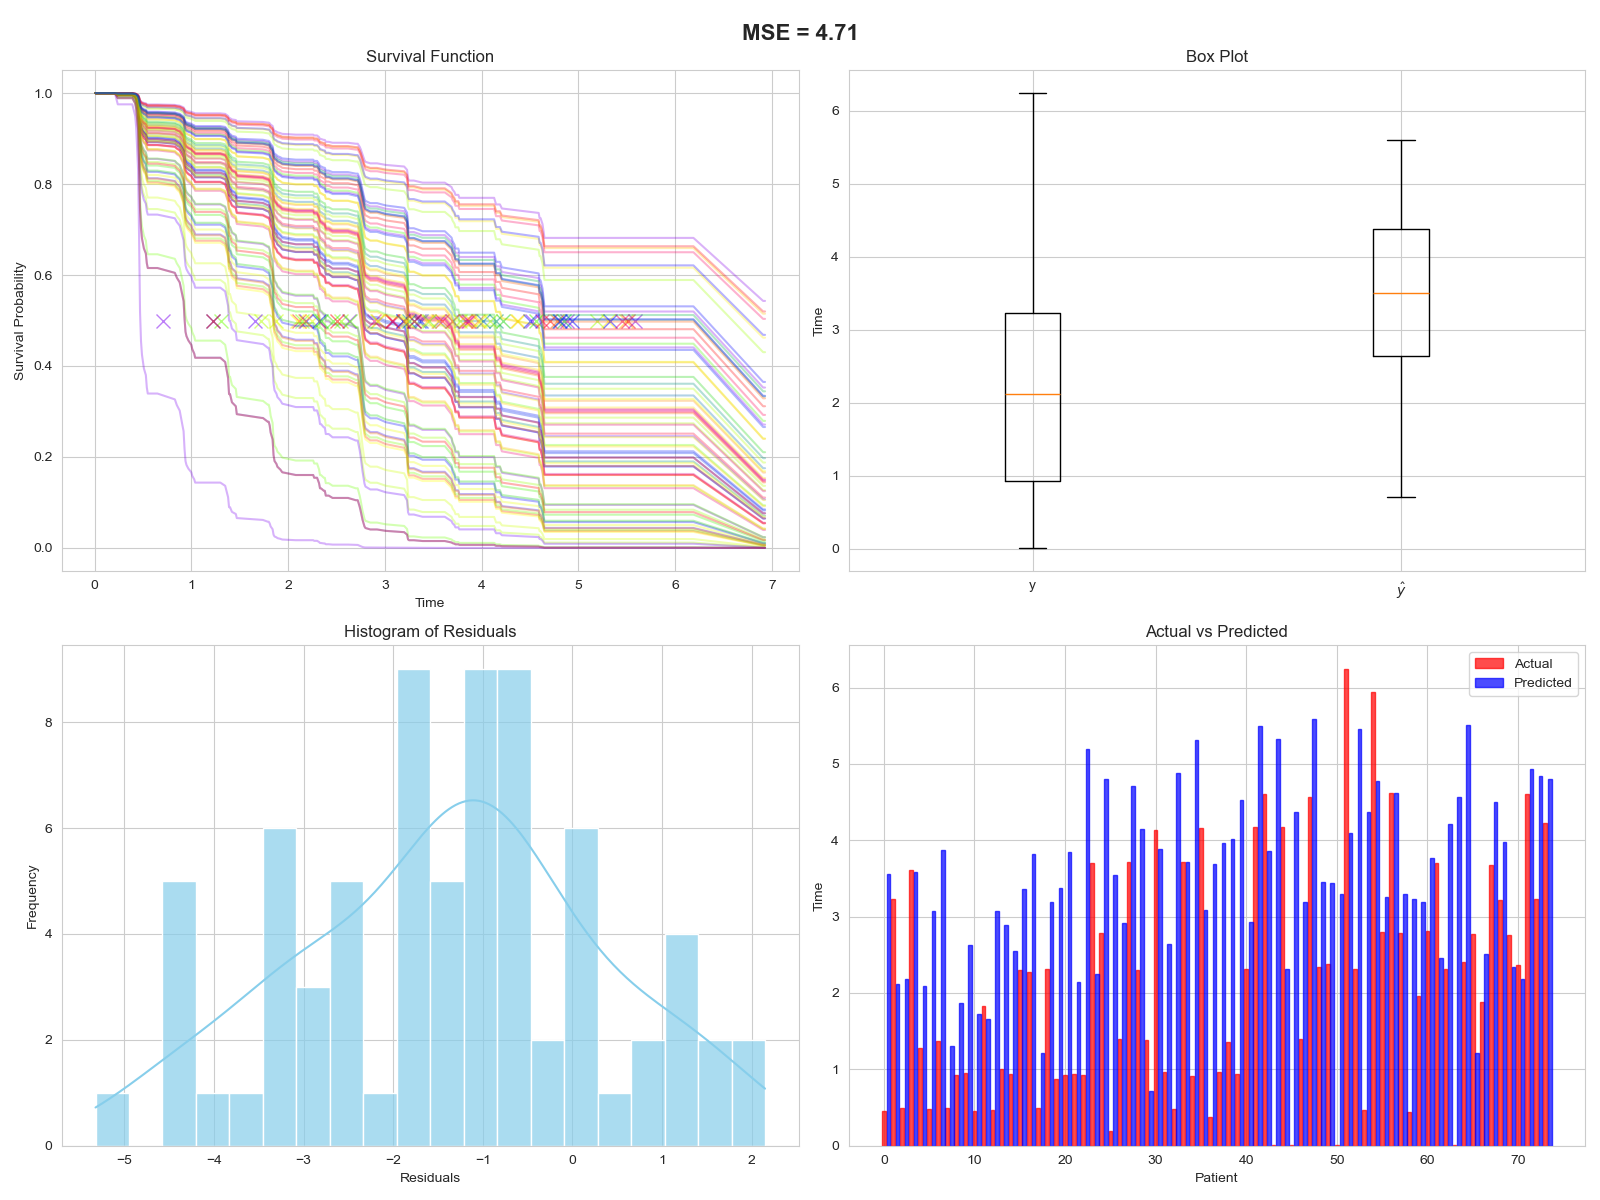 MSE = 4.71
Survival Function
Survival Probability
1.0
0.8
0.6
0.4
0.2
0.0
0 1 2 3 4 5 6 7
Time
Box Plot
Time
6
5
4
3
2
1
0
y ŷ
Histogram of Residuals
Frequency
8
6
4
2
0
−5 −4 −3 −2 −1 0 1 2
Residuals
Actual vs Predicted
Actual
Predicted
Time
6
5
4
3
2
1
0
0 10 20 30 40 50 60 70
Patient